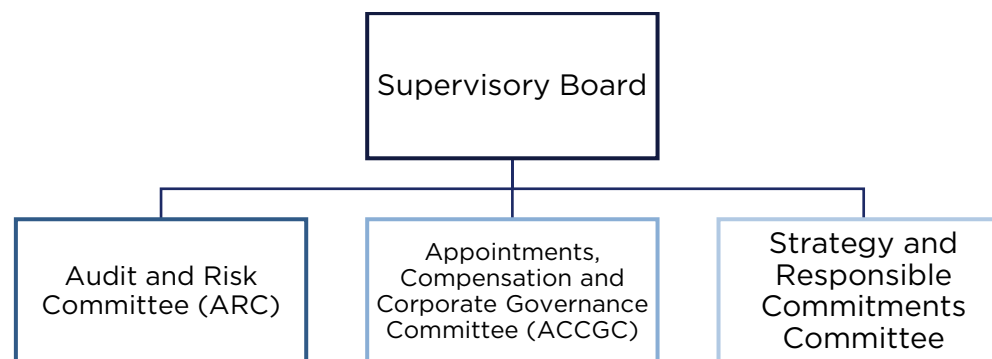 Supervisory Board
Audit and Risk
Committee (ARC)
Appointments,
Compensation and
Corporate Governance
Committee (ACCGC)
Strategy and
Responsible
Commitments
Committee